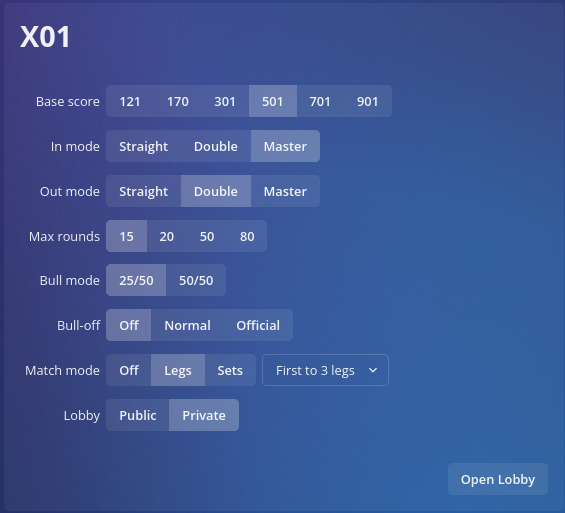 X01
Base score 121 170 301 501 701 901
In mode Straight Double Master
Out mode Straight Double Master
Max rounds 15 20 50 80
Bull mode 25/50 50/50
Bull-off Off Normal Official
Match mode Off Legs Sets First to 3 legs
Lobby Public Private
Open Lobby